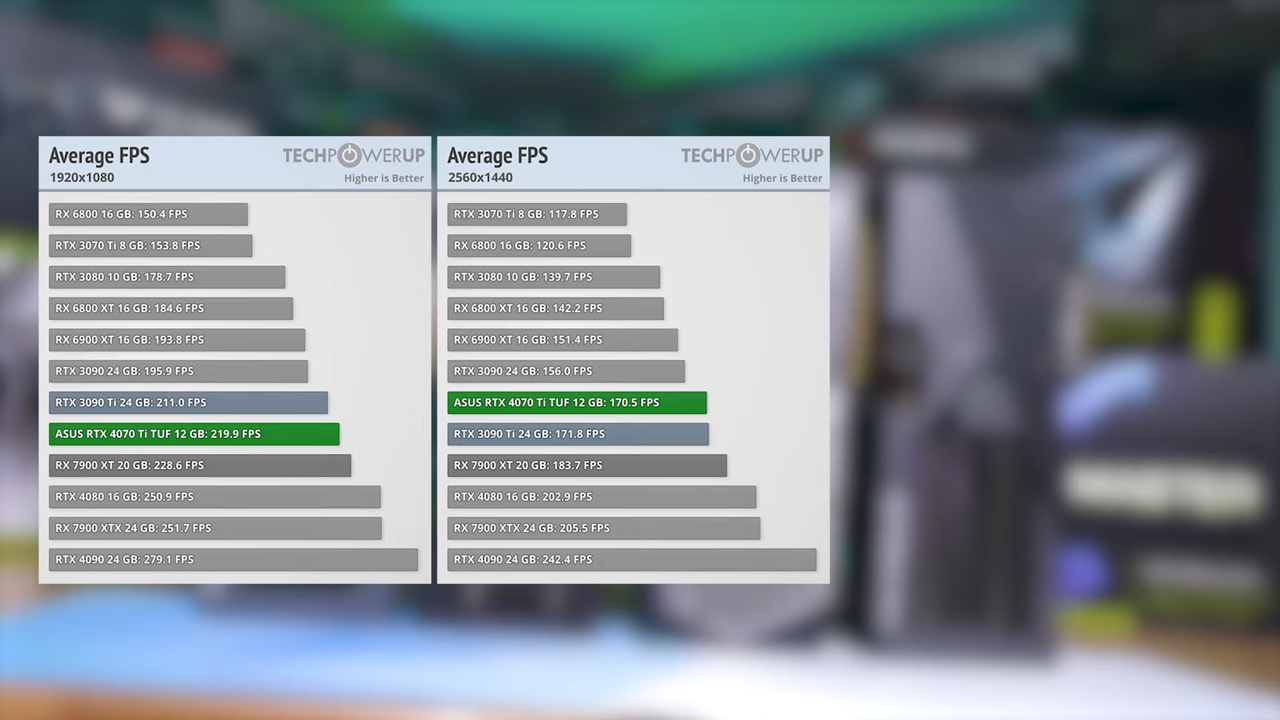 Average FPS
TECHPOWERUP
1920x1080
Higher is Better
RX 6800 16 GB: 150.4 FPS
RTX 3070 Ti 8 GB: 153.8 FPS
RTX 3080 10 GB: 178.7 FPS
RX 6800 XT 16 GB: 184.6 FPS
RX 6900 XT 16 GB: 193.8 FPS
RTX 3090 24 GB: 195.9 FPS
RTX 3090 Ti 24 GB: 211.0 FPS
ASUS RTX 4070 Ti TUF 12 GB: 219.9 FPS
RX 7900 XT 20 GB: 228.6 FPS
RTX 4080 16 GB: 250.9 FPS
RX 7900 XTX 24 GB: 251.7 FPS
RTX 4090 24 GB: 279.1 FPS
Average FPS
TECHPOWERUP
2560x1440
Higher is Better
RTX 3070 Ti 8 GB: 117.8 FPS
RX 6800 16 GB: 120.6 FPS
RTX 3080 10 GB: 139.7 FPS
RX 6800 XT 16 GB: 142.2 FPS
RX 6900 XT 16 GB: 151.4 FPS
RTX 3090 24 GB: 156.0 FPS
ASUS RTX 4070 Ti TUF 12 GB: 170.5 FPS
RTX 3090 Ti 24 GB: 171.8 FPS
RX 7900 XT 20 GB: 183.7 FPS
RTX 4080 16 GB: 202.9 FPS
RX 7900 XTX 24 GB: 205.5 FPS
RTX 4090 24 GB: 242.4 FPS